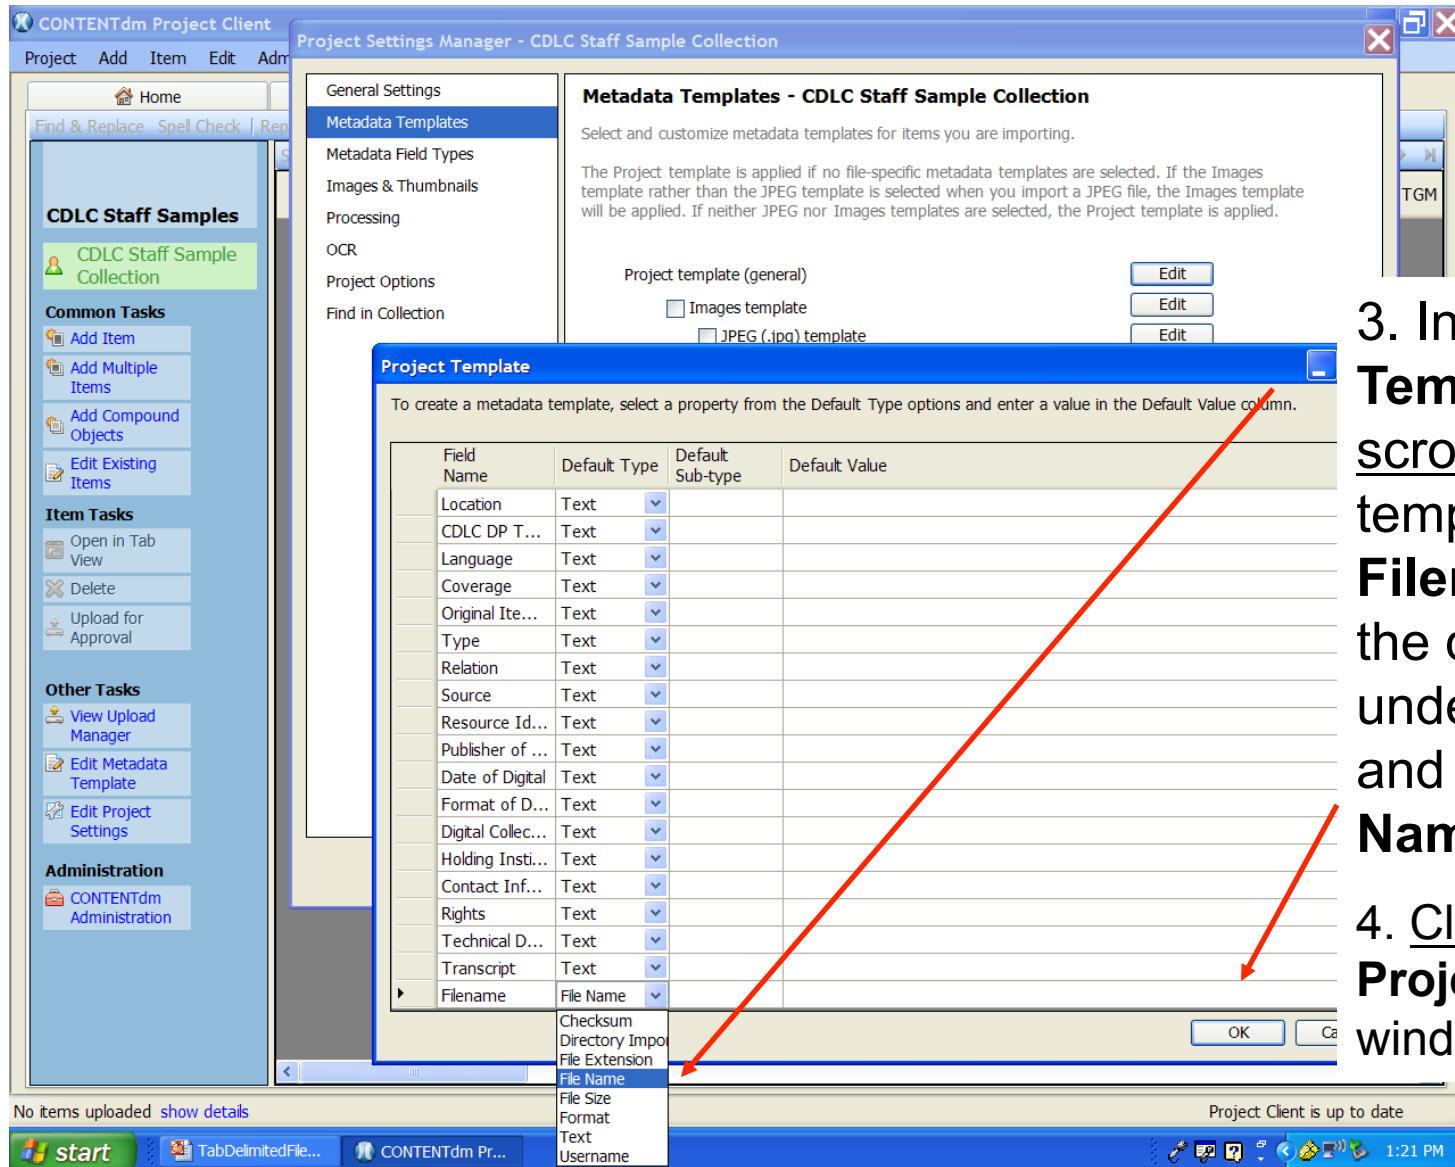 CONTENTdm Project Client
Project Add Item Edit Adm
Home
Find & Replace Spell Check Rep
CDLC Staff Samples
CDLC Staff Sample
Collection
Common Tasks
Add Item
Add Multiple
Items
Add Compound
Objects
Edit Existing
Items
Item Tasks
Open in Tab
View
Delete
Upload for
Approval
Other Tasks
View Upload
Manager
Edit Metadata
Template
Edit Project
Settings
Administration
CONTENTdm
Administration
Project Settings Manager - CDLC Staff Sample Collection
General Settings
Metadata Templates
Metadata Field Types
Images & Thumbnails
Processing
OCR
Project Options
Find in Collection
Metadata Templates - CDLC Staff Sample Collection
Select and customize metadata templates for items you are importing.
The Project template is applied if no file-specific metadata templates are selected. If the Images
template rather than the JPEG template is selected when you import a JPEG file, the Images template
will be applied. If neither JPEG nor Images templates are selected, the Project template is applied.
Project template (general) Edit
Images template Edit
JPEG (.jpg) template Edit
TGM
Project Template
To create a metadata template, select a property from the Default Type options and enter a value in the Default Value column.
Field Name Default Type Default Sub-type Default Value
Location Text
CDLC DP T... Text
Language Text
Coverage Text
Original Ite... Text
Type Text
Relation Text
Source Text
Resource Id... Text
Publisher of ... Text
Date of Digital Text
Format of D... Text
Digital Collec... Text
Holding Insti... Text
Contact Inf... Text
Rights Text
Technical D... Text
Transcript Text
Filename File Name
Checksum
Directory Impor
File Extension
File Name
File Size
Format
Text
Username
OK Ca
3. In
Tem
scro
temp
Filen
the d
unde
and
Nam
4. Cl
Proje
wind
No items uploaded show details
Project Client is up to date
start TabDelimitedFile... CONTENTdm Pr... 1:21 PM